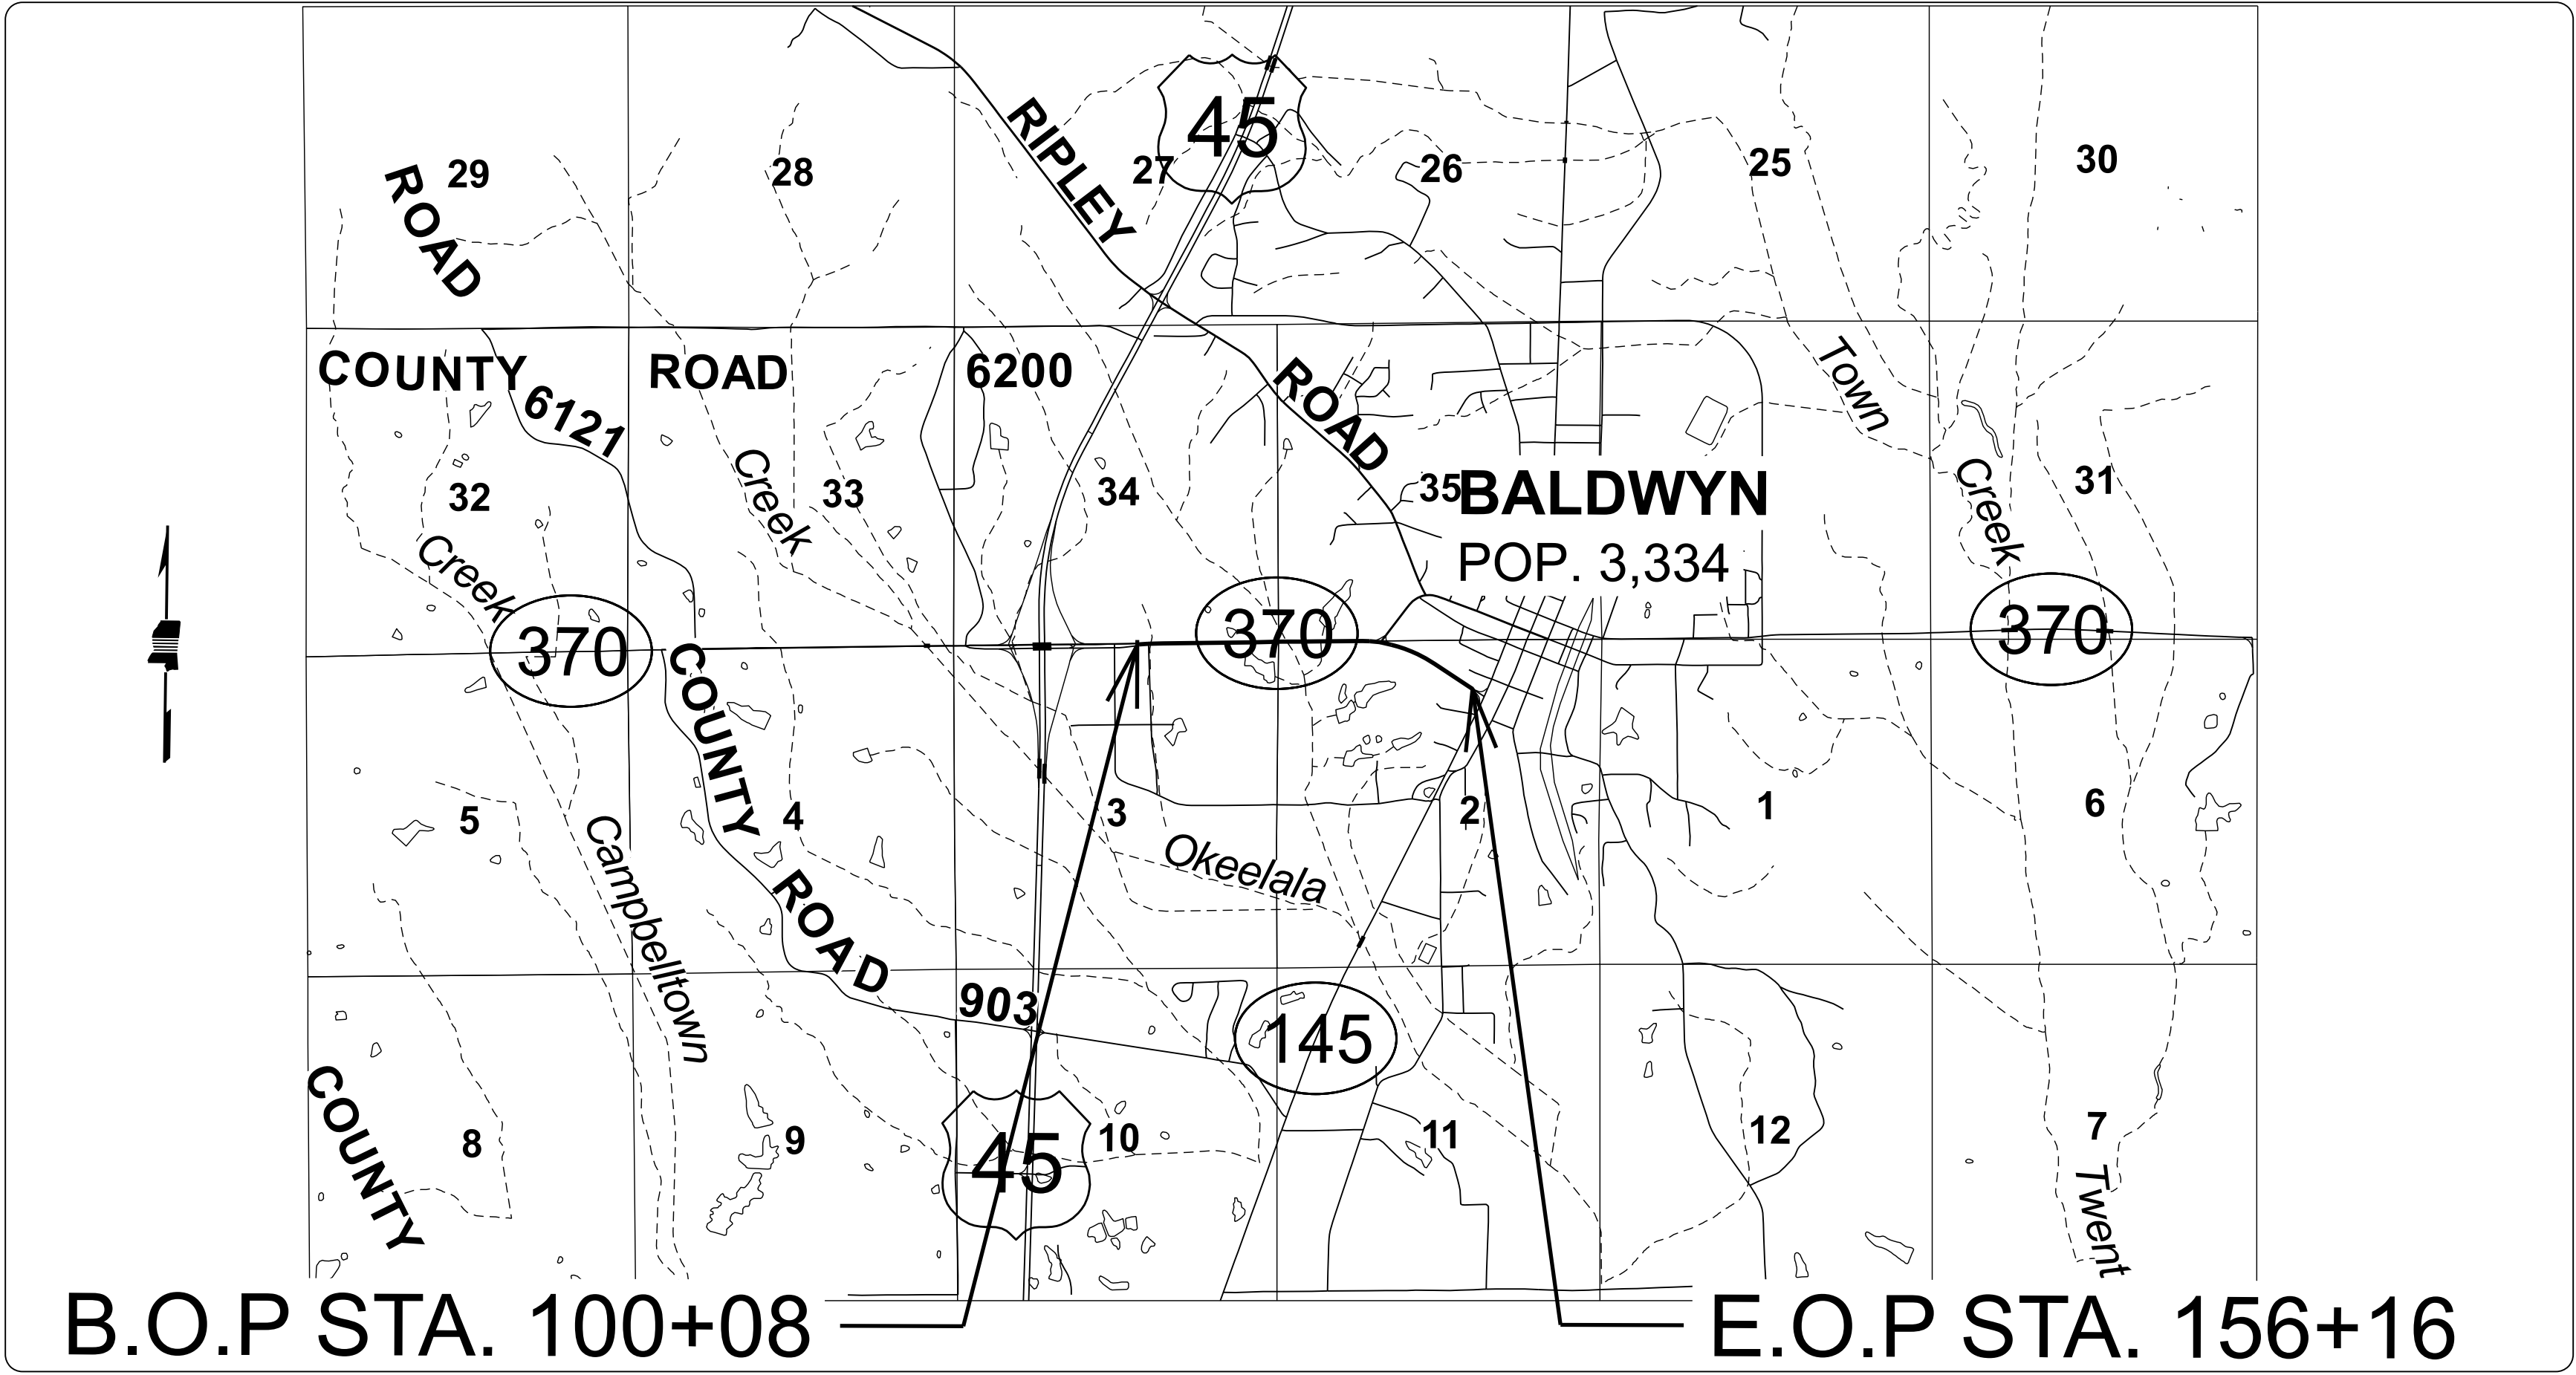 45
29
28
27
26
25
30
ROAD
RIPLEY
ROAD
COUNTY ROAD 6200
6121
Town
Creek
32
33
34
35
BALDWYN
31
Creek
Creek
POP. 3,334
370
370
370
COUNTY
ROAD
5
4
3
2
1
6
Campbelltown
Okeelala
903
145
COUNTY
8
9
45
10
11
12
7
Twent
B.O.P STA. 100+08
E.O.P STA. 156+16